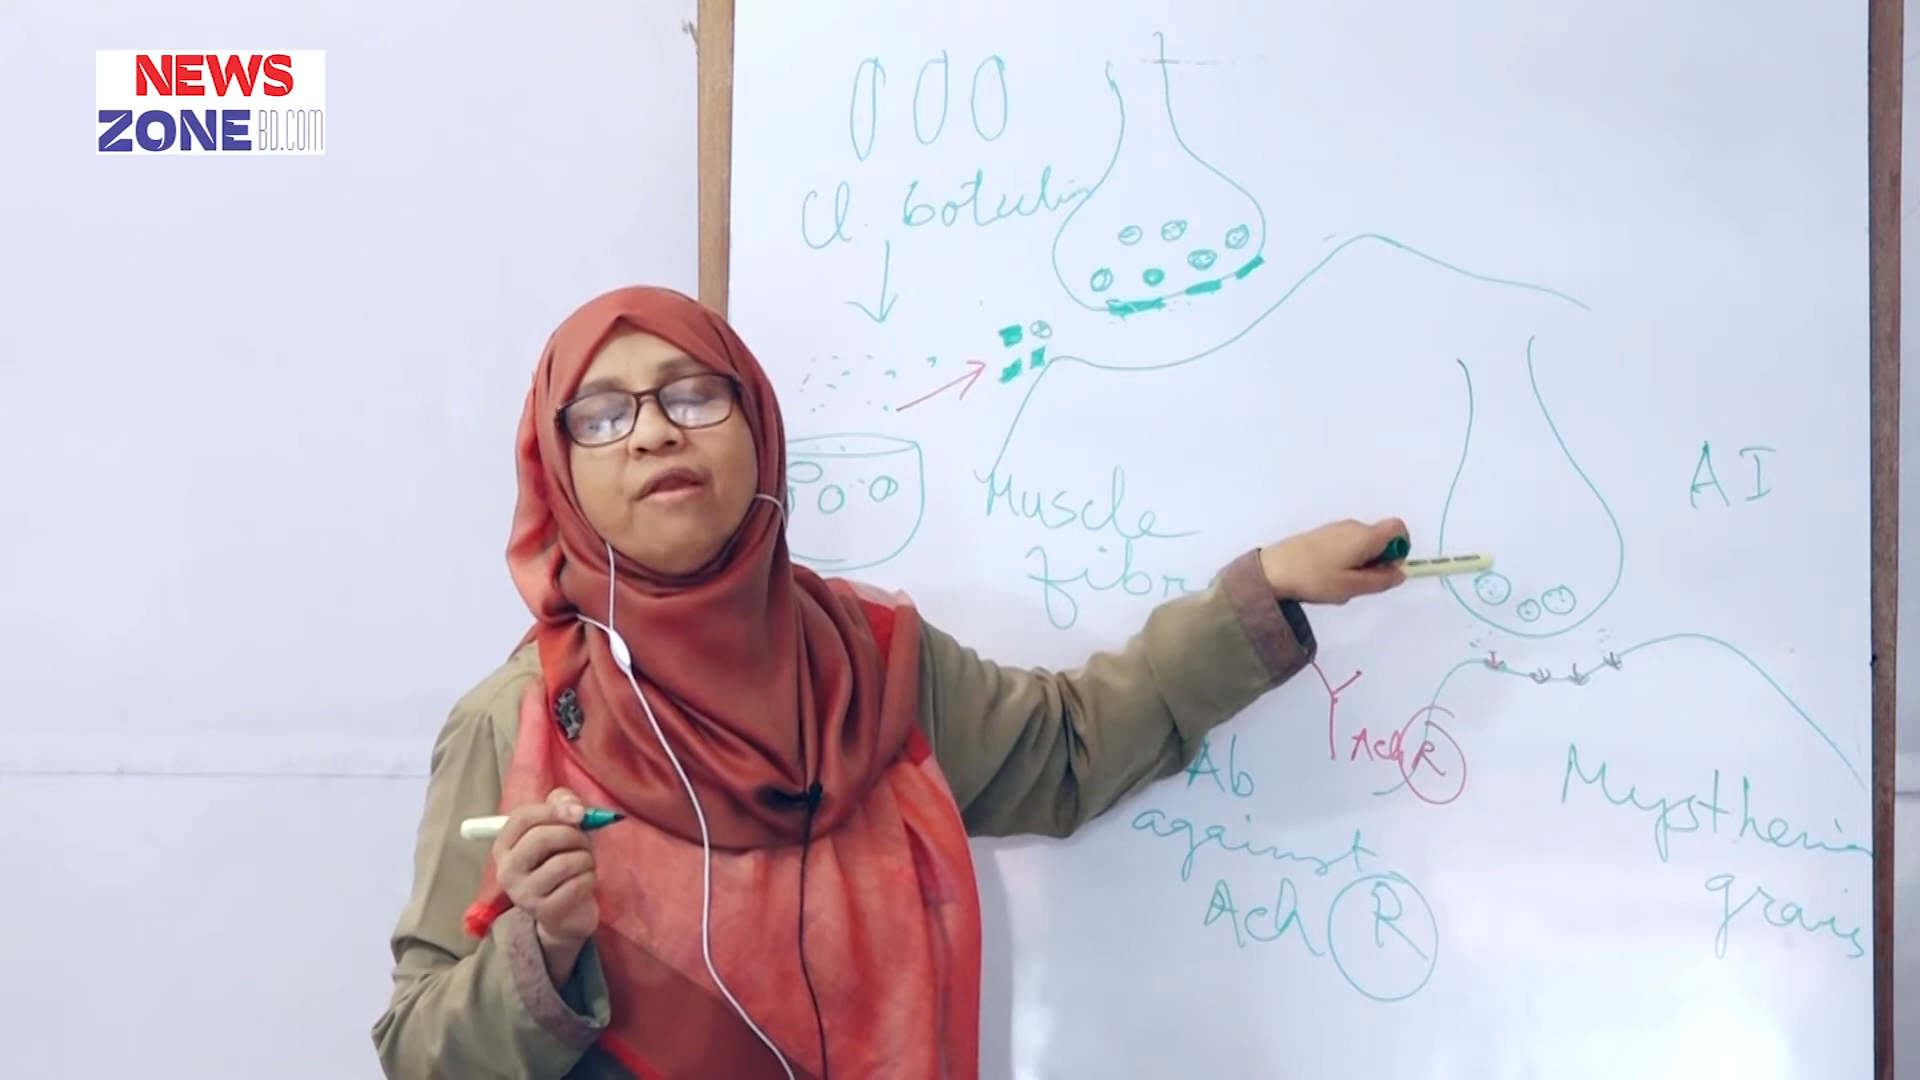 NEWS
ZONE BD.COM
Cl. botulin
Muscle
fibr
AI
AchR
Ab
against
Ach R
Mysthenia
gravis